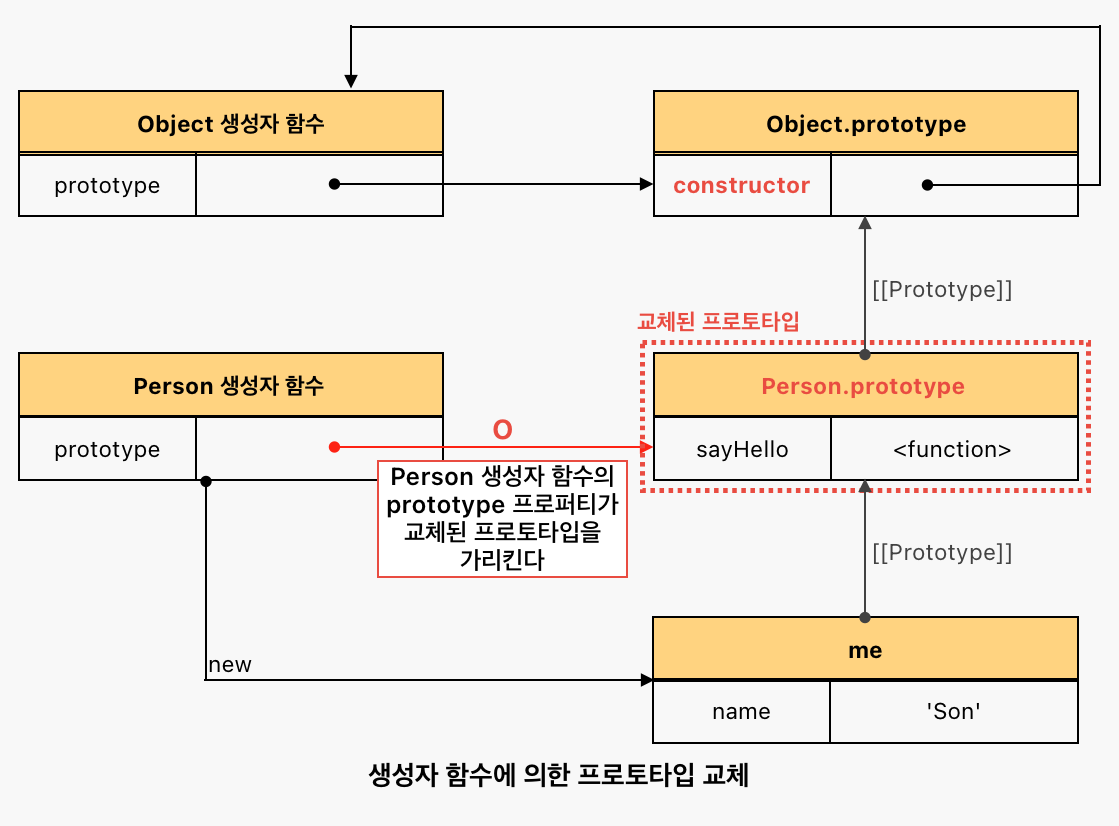 Object 생성자 함수
prototype
Object.prototype
constructor
[[Prototype]]
교체된 프로토타입
Person 생성자 함수
prototype
O
Person 생성자 함수의
prototype 프로퍼티가
교체된 프로토타입을
가리킨다
Person.prototype
sayHello
<function>
[[Prototype]]
new
me
name
'Son'
생성자 함수에 의한 프로토타입 교체